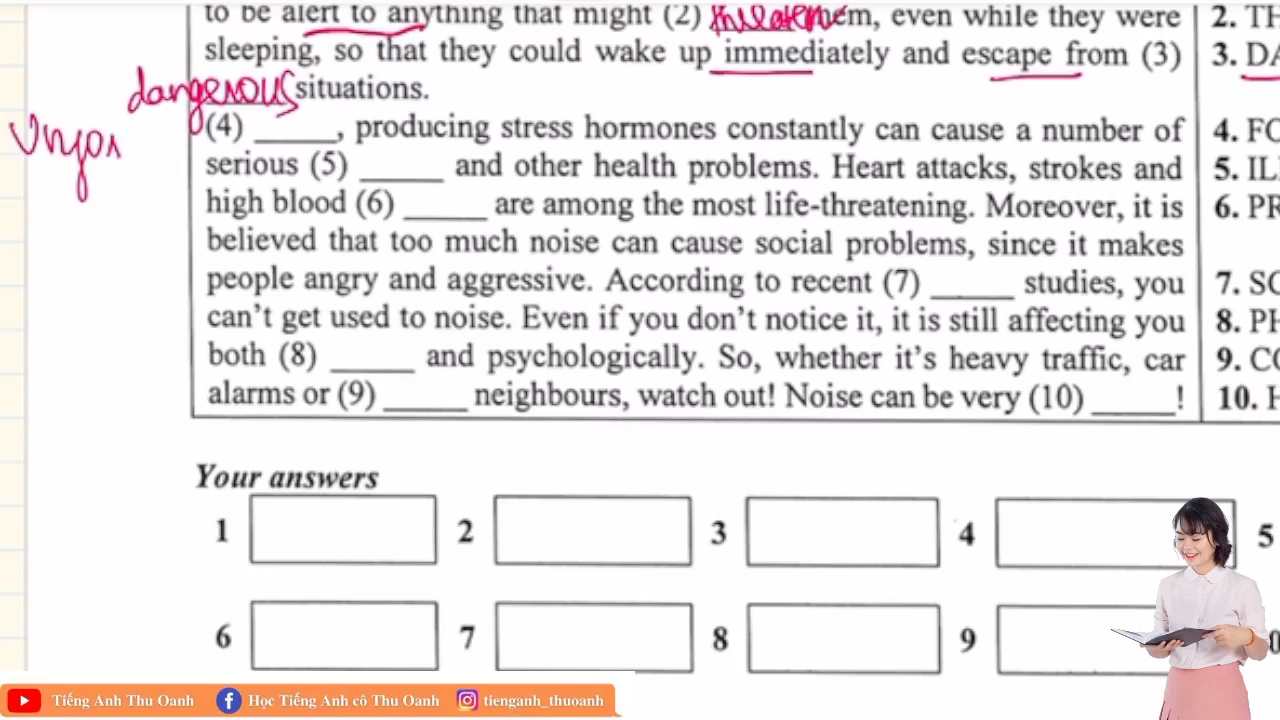 to be alert to anything that might (2) threaten them, even while they were
2. TH
sleeping, so that they could wake up immediately and escape from (3)
3. DA
dangerous situations.
(4) _____, producing stress hormones constantly can cause a number of
4. FO
serious (5) _____ and other health problems. Heart attacks, strokes and
5. ILL
high blood (6) _____ are among the most life-threatening. Moreover, it is
6. PR
believed that too much noise can cause social problems, since it makes
people angry and aggressive. According to recent (7) _____ studies, you
7. SC
can't get used to noise. Even if you don't notice it, it is still affecting you
8. PH
both (8) _____ and psychologically. So, whether it's heavy traffic, car
9. CO
alarms or (9) _____ neighbours, watch out! Noise can be very (10) _____!
10. H
Your answers
1
2
3
4
5
6
7
8
9
Tiếng Anh Thu Oanh
Học Tiếng Anh cô Thu Oanh
tienganh_thuoanh